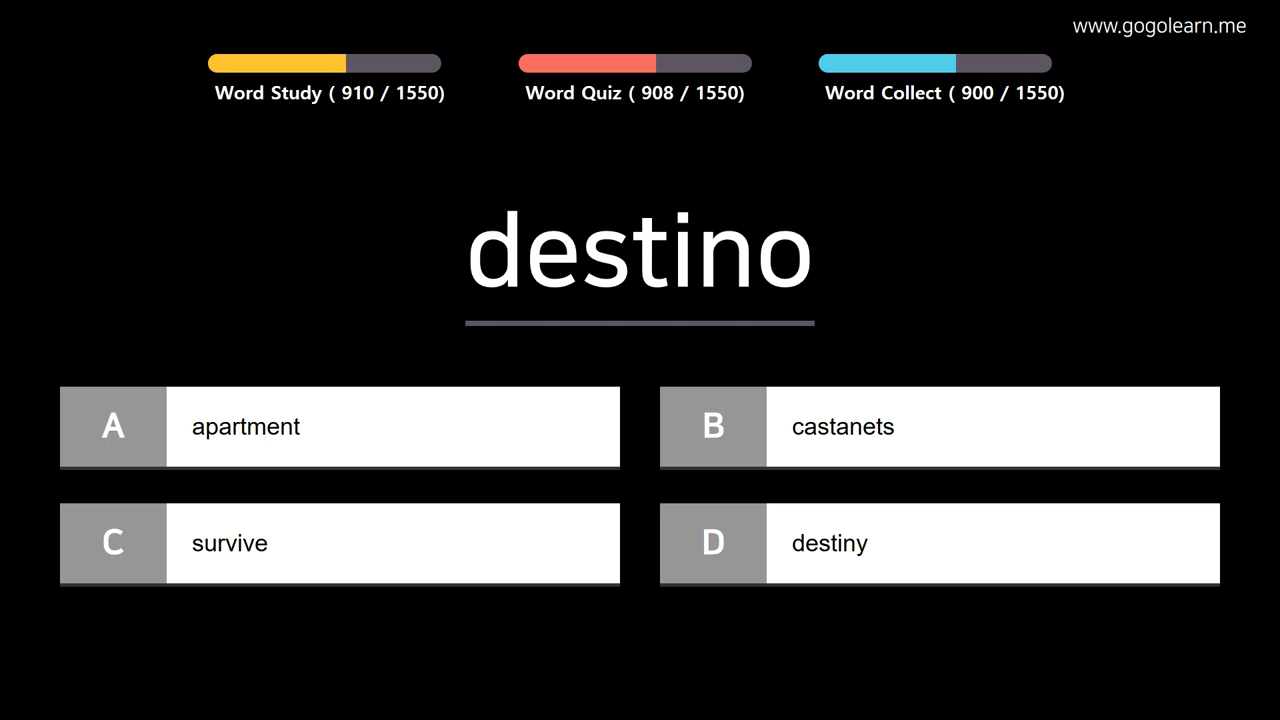 www.gogolearn.me
Word Study ( 910 / 1550)
Word Quiz ( 908 / 1550)
Word Collect ( 900 / 1550)
destino
A apartment
B castanets
C survive
D destiny